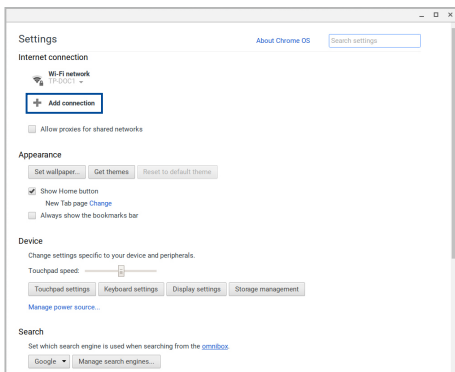 Settings
About Chrome OS
Search settings
Internet connection
Wi-Fi network
TP-DOCT
Add connection
Allow proxies for shared networks
Appearance
Set wallpaper... Get themes Reset to default theme
Show Home button
New Tab page Change
Always show the bookmarks bar
Device
Change settings specific to your device and peripherals.
Touchpad speed:
Touchpad settings Keyboard settings Display settings Storage management
Manage power source...
Search
Set which search engine is used when searching from the omnibox.
Google Manage search engines...